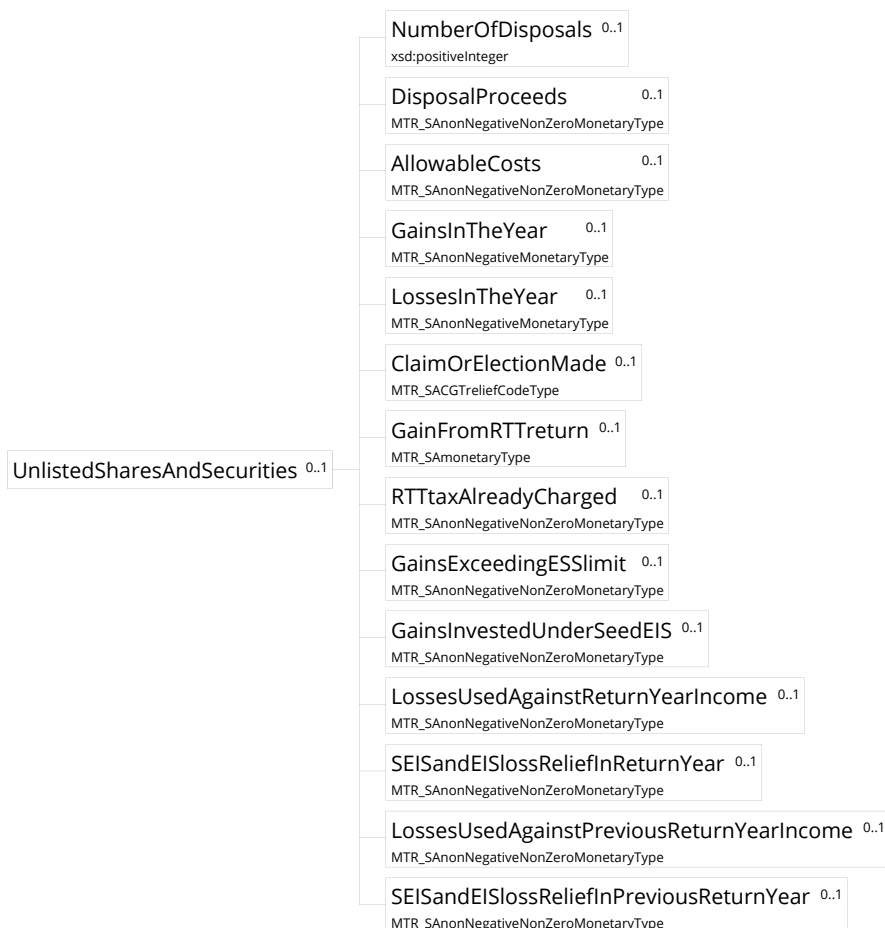 NumberOfDisposals 0..1
xsd:positiveInteger
DisposalProceeds 0..1
MTR_SAnonNegativeNonZeroMonetaryType
AllowableCosts 0..1
MTR_SAnonNegativeNonZeroMonetaryType
GainsInTheYear 0..1
MTR_SAnonNegativeMonetaryType
LossesInTheYear 0..1
MTR_SAnonNegativeMonetaryType
ClaimOrElectionMade 0..1
MTR_SACGTreliefCodeType
GainFromRTTreturn 0..1
MTR_SAmonetaryType
UnlistedSharesAndSecurities 0..1
RTTtaxAlreadyCharged 0..1
MTR_SAnonNegativeNonZeroMonetaryType
GainsExceedingESSlimit 0..1
MTR_SAnonNegativeNonZeroMonetaryType
GainsInvestedUnderSeedEIS 0..1
MTR_SAnonNegativeNonZeroMonetaryType
LossesUsedAgainstReturnYearIncome 0..1
MTR_SAnonNegativeNonZeroMonetaryType
SEISandEISlossReliefInReturnYear 0..1
MTR_SAnonNegativeNonZeroMonetaryType
LossesUsedAgainstPreviousReturnYearIncome 0..1
MTR_SAnonNegativeNonZeroMonetaryType
SEISandEISlossReliefInPreviousReturnYear 0..1
MTR_SAnonNegativeNonZeroMonetaryType